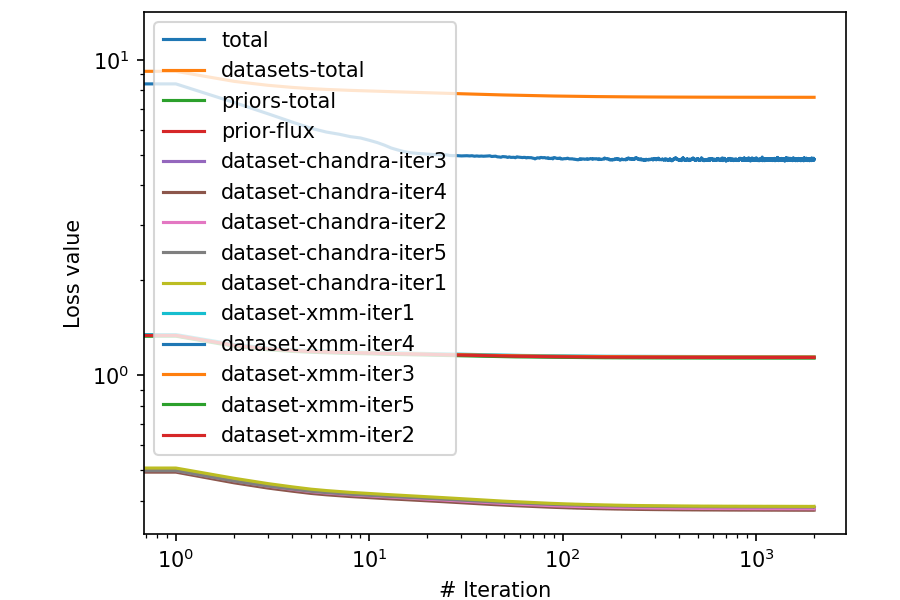 10¹
10⁰
Loss value
total
datasets-total
priors-total
prior-flux
dataset-chandra-iter3
dataset-chandra-iter4
dataset-chandra-iter2
dataset-chandra-iter5
dataset-chandra-iter1
dataset-xmm-iter1
dataset-xmm-iter4
dataset-xmm-iter3
dataset-xmm-iter5
dataset-xmm-iter2
10⁰ 10¹ 10² 10³
# Iteration